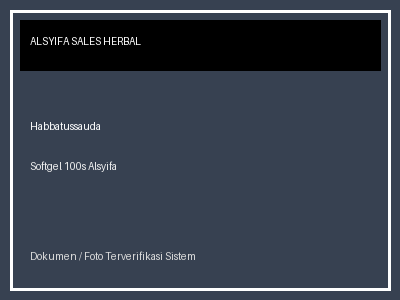 ALSYIFA SALES HERBAL
Habbatussauda
Softgel 100s Alsyifa
Dokumen / Foto Terverifikasi Sistem